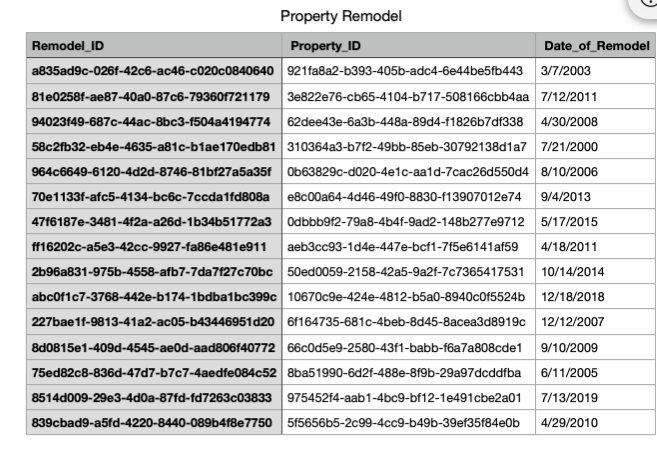 Property Remodel
Remodel_ID Property_ID Date_of_Remodel
a835ad9c-026f-42c6-ac46-c020c0840640 921fa8a2-b393-405b-adc4-6e44be5fb443 3/7/2003
81e0258f-ae87-40a0-87c6-79360f721179 3e822e76-cb65-4104-b717-508166cbb4aa 7/12/2011
94023f49-687c-44ac-8bc3-f504a4194774 62dee43e-6a3b-448a-89d4-f1826b7df338 4/30/2008
58c2fb32-eb4e-4635-a81c-b1ae170edb81 310364a3-b7f2-49bb-85eb-30792138d1a7 7/21/2000
964c6649-6120-4d2d-8746-81bf27a5a35f 0b63829c-d020-4e1c-aa1d-7cac26d550d4 8/10/2006
70e1133f-afc5-4134-bc6c-7ccda1fd808a e8c00a64-4d46-49f0-8830-f13907012e74 9/4/2013
47f6187e-3481-4f2a-a26d-1b34b51772a3 0dbbb9f2-79a8-4b4f-9ad2-148b277e9712 5/17/2015
ff16202c-a5e3-42cc-9927-fa86e481e911 aeb3cc93-1d4e-447e-bcf1-7f5e6141af59 4/18/2011
2b96a831-975b-4558-afb7-7da7f27c70bc 50ed0059-2158-42a5-9a2f-7c7365417531 10/14/2014
abc0f1c7-3768-442e-b174-1bdba1bc399c 10670c9e-424e-4812-b5a0-8940c0f5524b 12/18/2018
227bae1f-9813-41a2-ac05-b43446951d20 6f164735-681c-4beb-8d45-8acea3d8919c 12/12/2007
8d0815e1-409d-4545-ae0d-aad806f40772 66c0d5e9-2580-43f1-babb-f6a7a808cde1 9/10/2009
75ed82c8-836d-47d7-b7c7-4aedfe084c52 8ba51990-6d2f-488e-8f9b-29a97dcddfba 6/11/2005
8514d009-29e3-4d0a-87fd-fd7263c03833 975452f4-aab1-4bc9-bf12-1e491cbe2a01 7/13/2019
839cbad9-a5fd-4220-8440-089b4f8e7750 5f5656b5-2c99-4cc9-b49b-39ef35f84e0b 4/29/2010